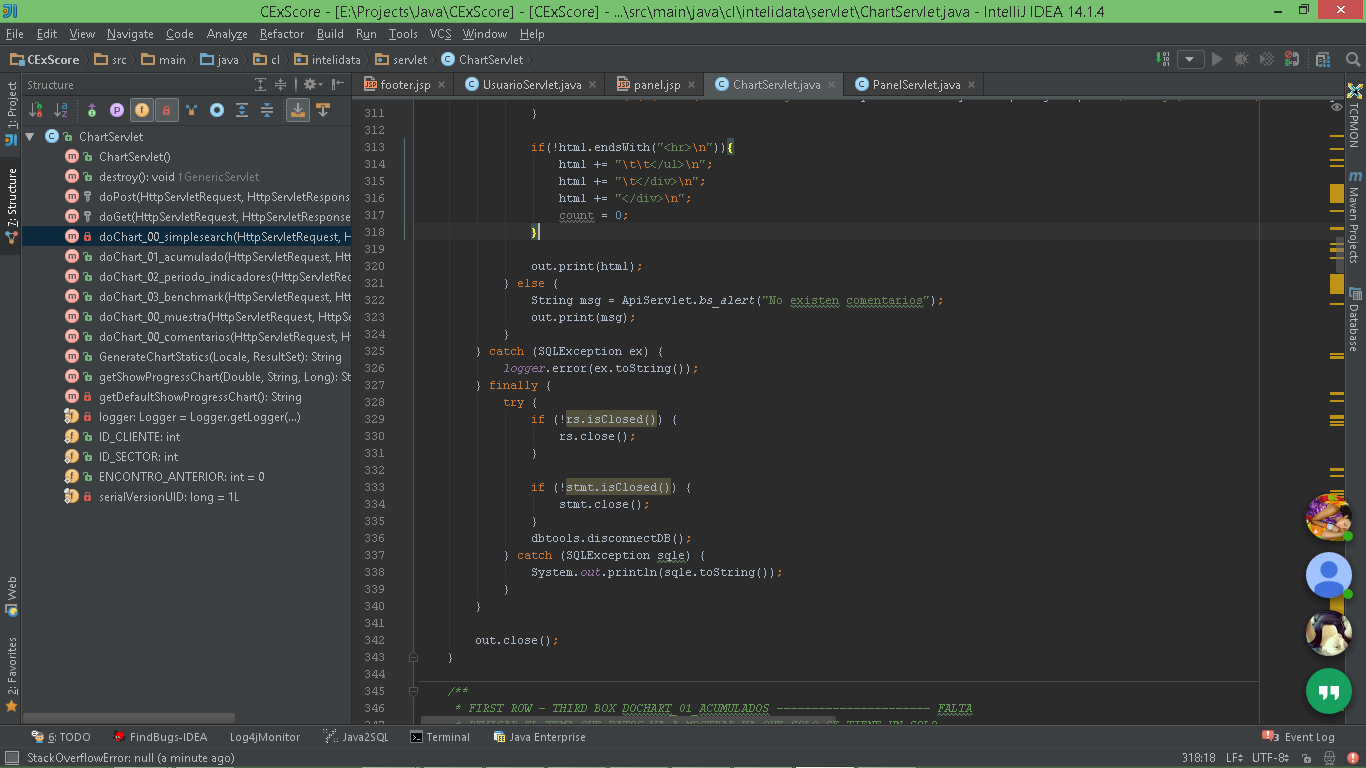 CExScore - [E:\Projects\Java\CExScore] - [CExScore] - ...\src\main\java\cl\intelidata\servlet\ChartServlet.java - IntelliJ IDEA 14.1.4
File Edit View Navigate Code Analyze Refactor Build Run Tools VCS Window Help
CExScore src main java cl intelidata servlet ChartServlet
Structure
footer.jsp UsuarioServlet.java panel.jsp ChartServlet.java PanelServlet.java
1: Project
7: Structure
Web
2: Favorites
ChartServlet
ChartServlet()
destroy(): void ↑GenericServlet
doPost(HttpServletRequest, HttpServletRespons
doGet(HttpServletRequest, HttpServletResponse
doChart_00_simplesearch(HttpServletRequest, H
doChart_01_acumulado(HttpServletRequest, Ht
doChart_02_periodo_indicadores(HttpServletReq
doChart_03_benchmark(HttpServletRequest, Ht
doChart_00_muestra(HttpServletRequest, HttpS
doChart_00_comentarios(HttpServletRequest, Ht
GenerateChartStatics(Locale, ResultSet): String
getShowProgressChart(Double, String, Long): St
getDefaultShowProgressChart(): String
logger: Logger = Logger.getLogger(...)
ID_CLIENTE: int
ID_SECTOR: int
ENCONTRO_ANTERIOR: int = 0
serialVersionUID: long = 1L
311 }
312
313 if(!html.endsWith("<hr>\n")){
314 html += "\t\t</ul>\n";
315 html += "\t</div>\n";
316 html += "</div>\n";
317 count = 0;
318 }
319
320 out.print(html);
321 } else {
322 String msg = ApiServlet.bs_alert("No existen comentarios");
323 out.print(msg);
324 }
325 } catch (SQLException ex) {
326 logger.error(ex.toString());
327 } finally {
328 try {
329 if (!rs.isClosed()) {
330 rs.close();
331 }
332
333 if (!stmt.isClosed()) {
334 stmt.close();
335 }
336 dbtools.disconnectDB();
337 } catch (SQLException sqle) {
338 System.out.println(sqle.toString());
339 }
340 }
341
342 out.close();
343 }
344
345 /**
346 * FIRST ROW - THIRD BOX DOCHART_01_ACUMULADOS ---------------------- FALTA
TCPMON
Maven Projects
Database
6: TODO FindBugs-IDEA Log4jMonitor Java2SQL Terminal Java Enterprise 3 Event Log
StackOverflowError: null (a minute ago) 318:18 LF UTF-8